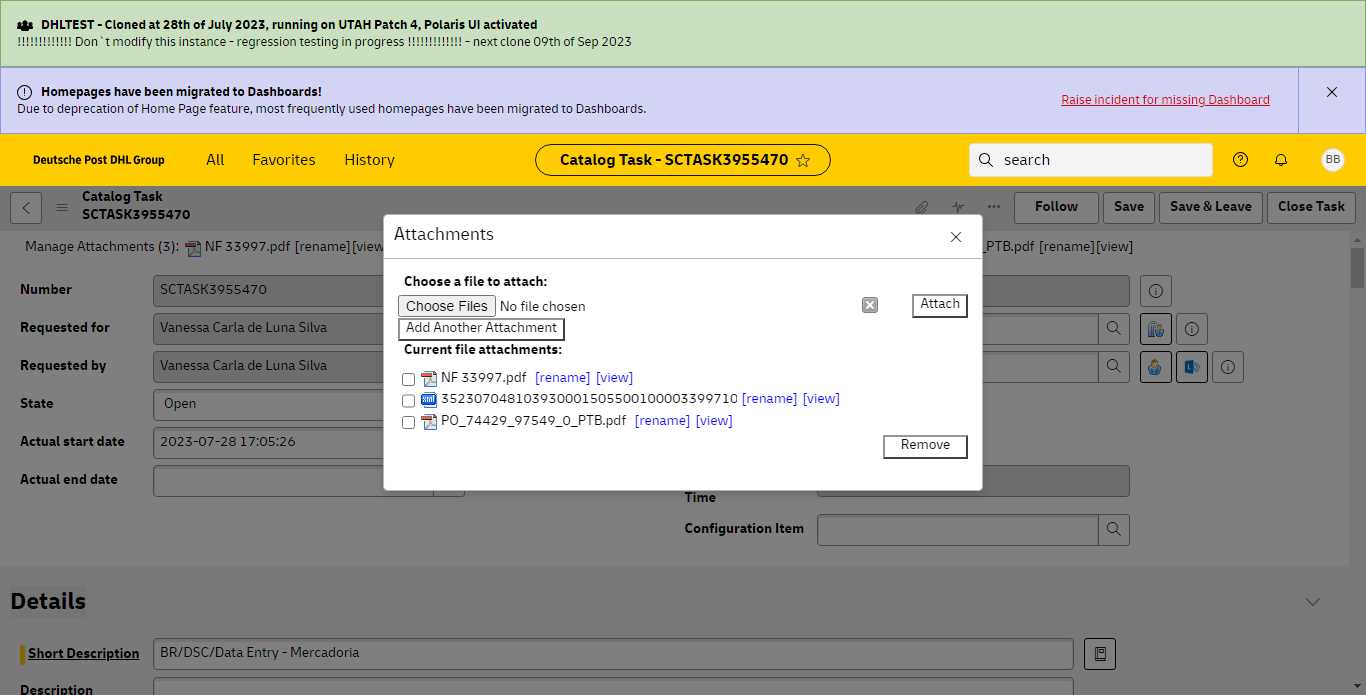 DHLTEST - Cloned at 28th of July 2023, running on UTAH Patch 4, Polaris UI activated
!!!!!!!!!!!!! Don`t modify this instance - regression testing in progress !!!!!!!!!!!!! - next clone 09th of Sep 2023
Homepages have been migrated to Dashboards!
Due to deprecation of Home Page feature, most frequently used homepages have been migrated to Dashboards.
Raise incident for missing Dashboard
Deutsche Post DHL Group
All
Favorites
History
Catalog Task - SCTASK3955470
search
BB
Catalog Task
SCTASK3955470
Follow
Save
Save & Leave
Close Task
Manage Attachments (3): NF 33997.pdf [rename][view
_PTB.pdf [rename][view]
Attachments
Choose a file to attach:
Choose Files No file chosen
Attach
Add Another Attachment
Current file attachments:
NF 33997.pdf [rename] [view]
xml 35230704810393000150550010000339971​0 [rename] [view]
PO_74429_97549_0_PTB.pdf [rename] [view]
Remove
Number SCTASK3955470
Requested for Vanessa Carla de Luna Silva
Requested by Vanessa Carla de Luna Silva
State Open
Actual start date 2023-07-28 17:05:26
Actual end date
Time
Configuration Item
Details
Short Description BR/DSC/Data Entry - Mercadoria
Description